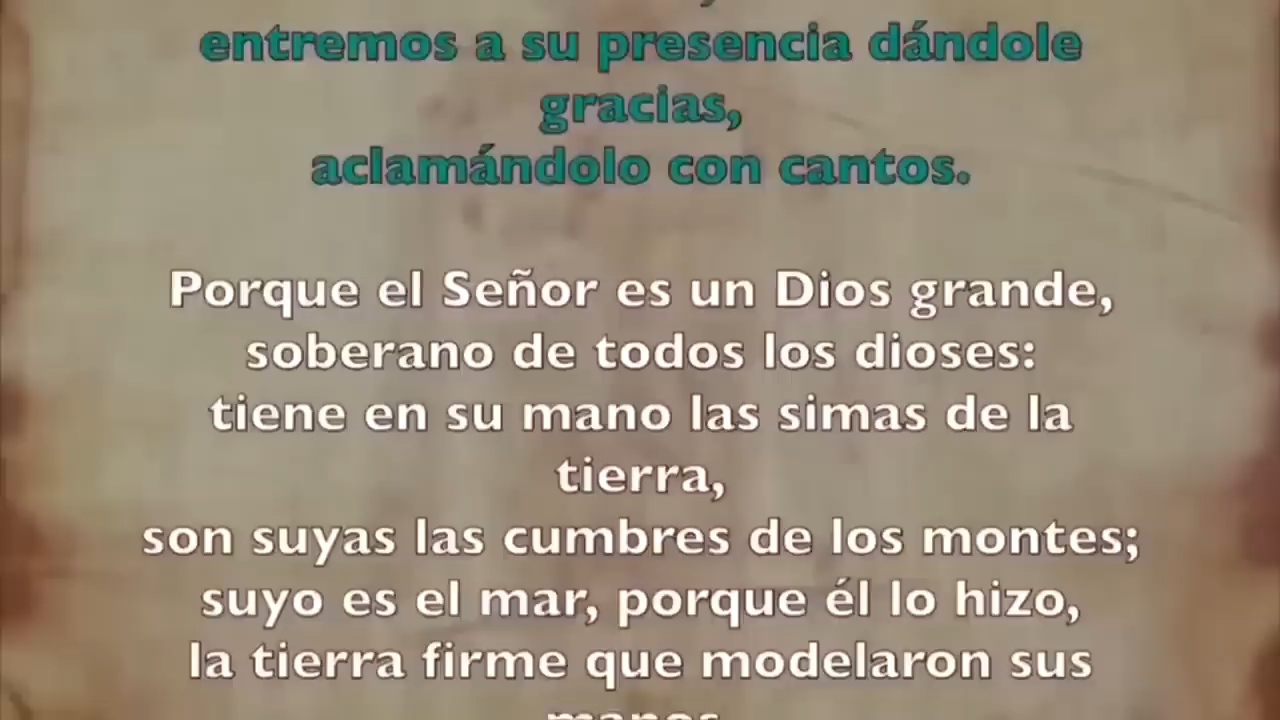 entremos a su presencia dándole
gracias,
aclamándolo con cantos.
Porque el Señor es un Dios grande,
soberano de todos los dioses:
tiene en su mano las simas de la
tierra,
son suyas las cumbres de los montes;
suyo es el mar, porque él lo hizo,
la tierra firme que modelaron sus